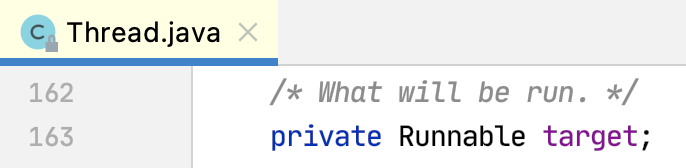 Thread.java
162 /* What will be run. */
163 private Runnable target;